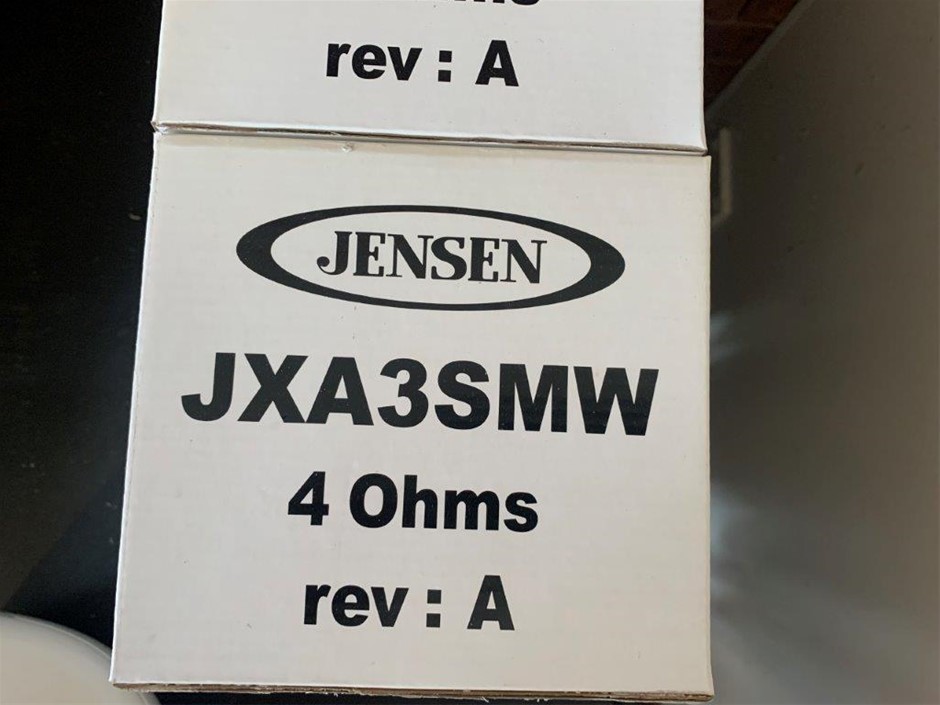 rev : A
JENSEN
JXA3SMW
4 Ohms
rev : A